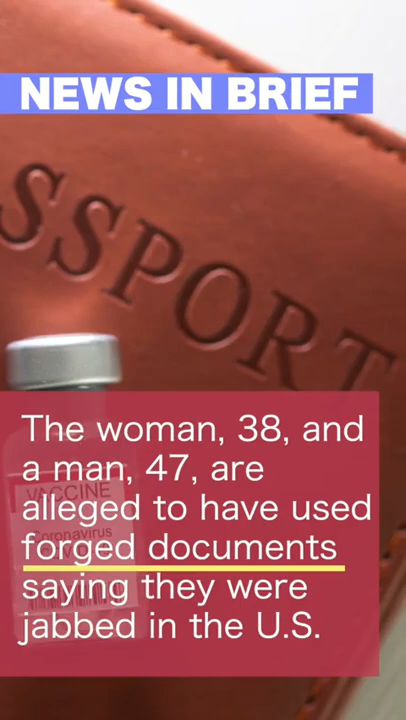 NEWS IN BRIEF
SSPORT
The woman, 38, and
a man, 47, are
alleged to have used
forged documents
saying they were
jabbed in the U.S.
VACCINE
Coronavirus